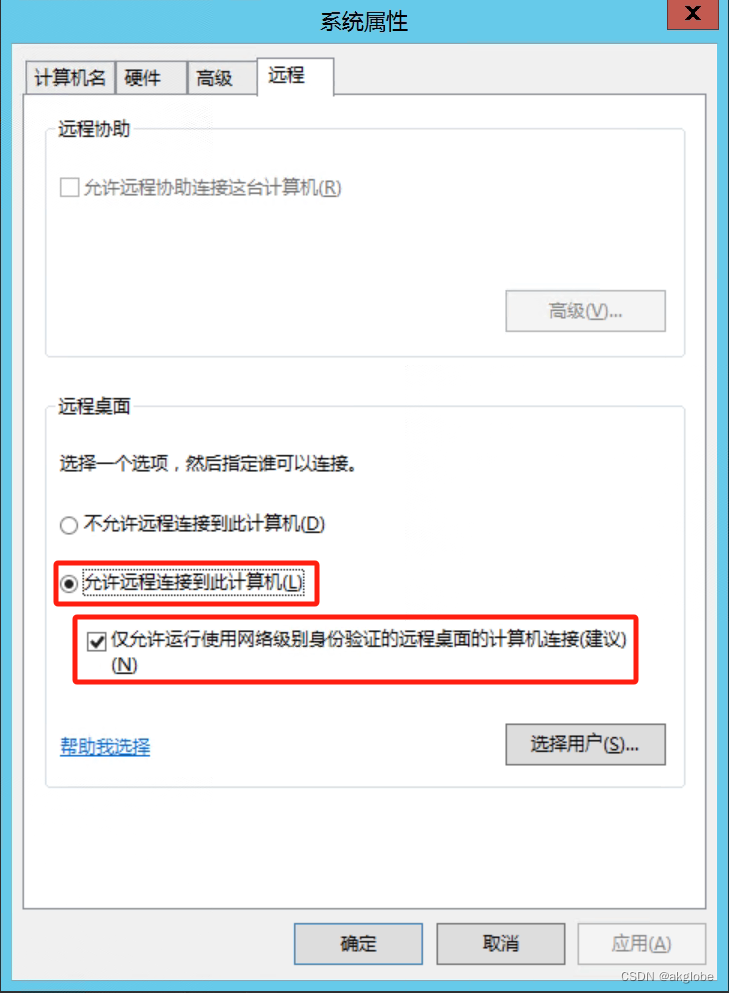 系统属性
计算机名 硬件 高级 远程
远程协助
允许远程协助连接这台计算机(R)
高级(V)...
远程桌面
选择一个选项，然后指定谁可以连接。
不允许远程连接到此计算机(D)
允许远程连接到此计算机(L)
仅允许运行使用网络级别身份验证的远程桌面的计算机连接(建议)
(N)
帮助我选择 选择用户(S)...
确定 取消 应用(A)
CSDN @akglobe